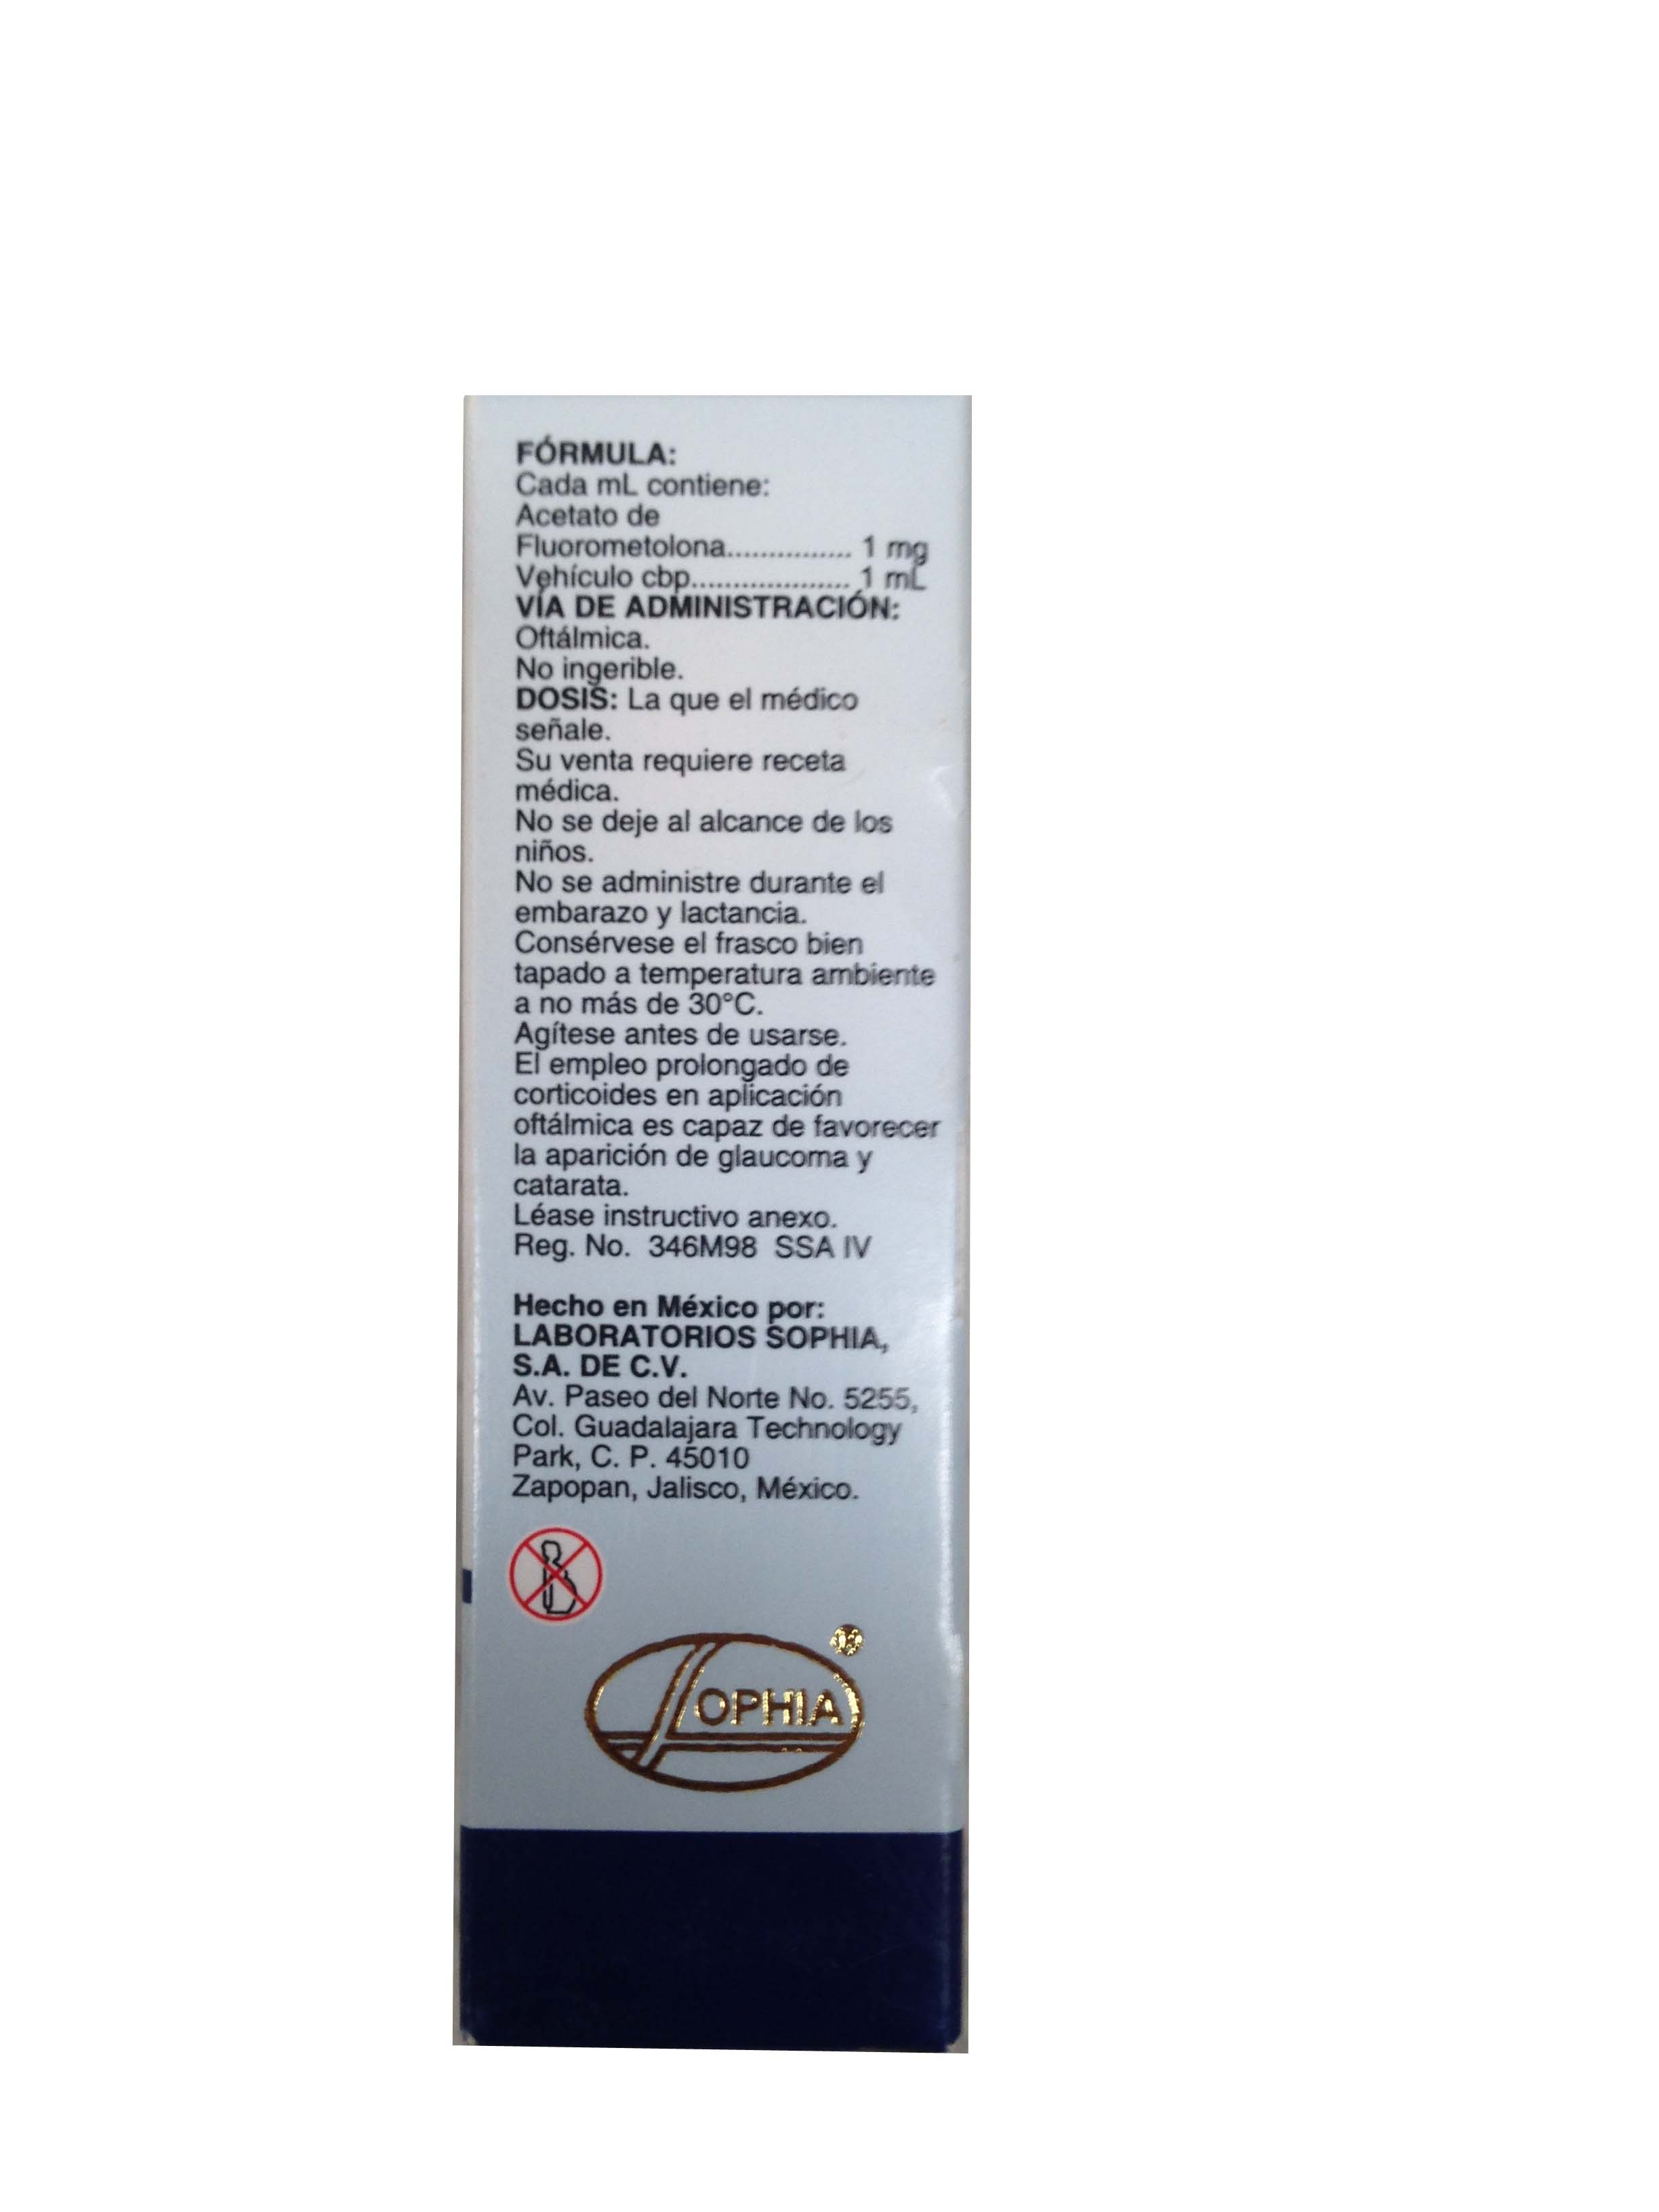 FÓRMULA:
Cada mL contiene:
Acetato de
Fluorometolona............... 1 mg
Vehículo cbp................... 1 mL
VÍA DE ADMINISTRACIÓN:
Oftálmica.
No ingerible.
DOSIS: La que el médico
señale.
Su venta requiere receta
médica.
No se deje al alcance de los
niños.
No se administre durante el
embarazo y lactancia.
Consérvese el frasco bien
tapado a temperatura ambiente
a no más de 30°C.
Agítese antes de usarse.
El empleo prolongado de
corticoides en aplicación
oftálmica es capaz de favorecer
la aparición de glaucoma y
catarata.
Léase instructivo anexo.
Reg. No. 346M98 SSA IV
Hecho en México por:
LABORATORIOS SOPHIA,
S.A. DE C.V.
Av. Paseo del Norte No. 5255,
Col. Guadalajara Technology
Park, C. P. 45010
Zapopan, Jalisco, México.
SOPHIA